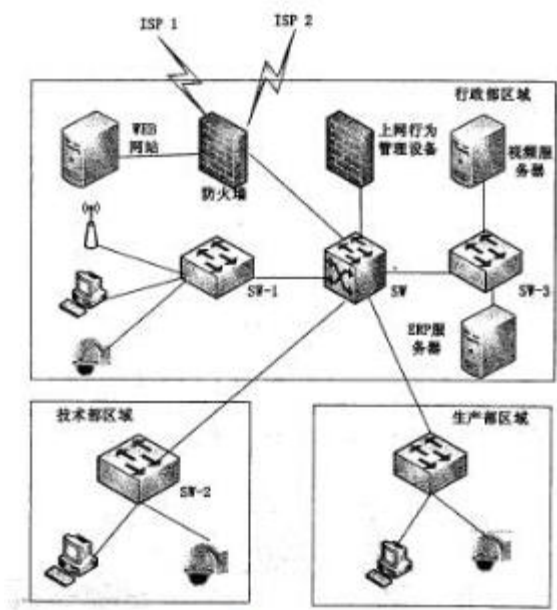 ISP 1
ISP 2
行政部区域
WEB
网站
防火墙
上网行为
管理设备
视频服
务器
SW-1
SW
SW-3
ERP服
务器
技术部区域
SW-2
生产部区域